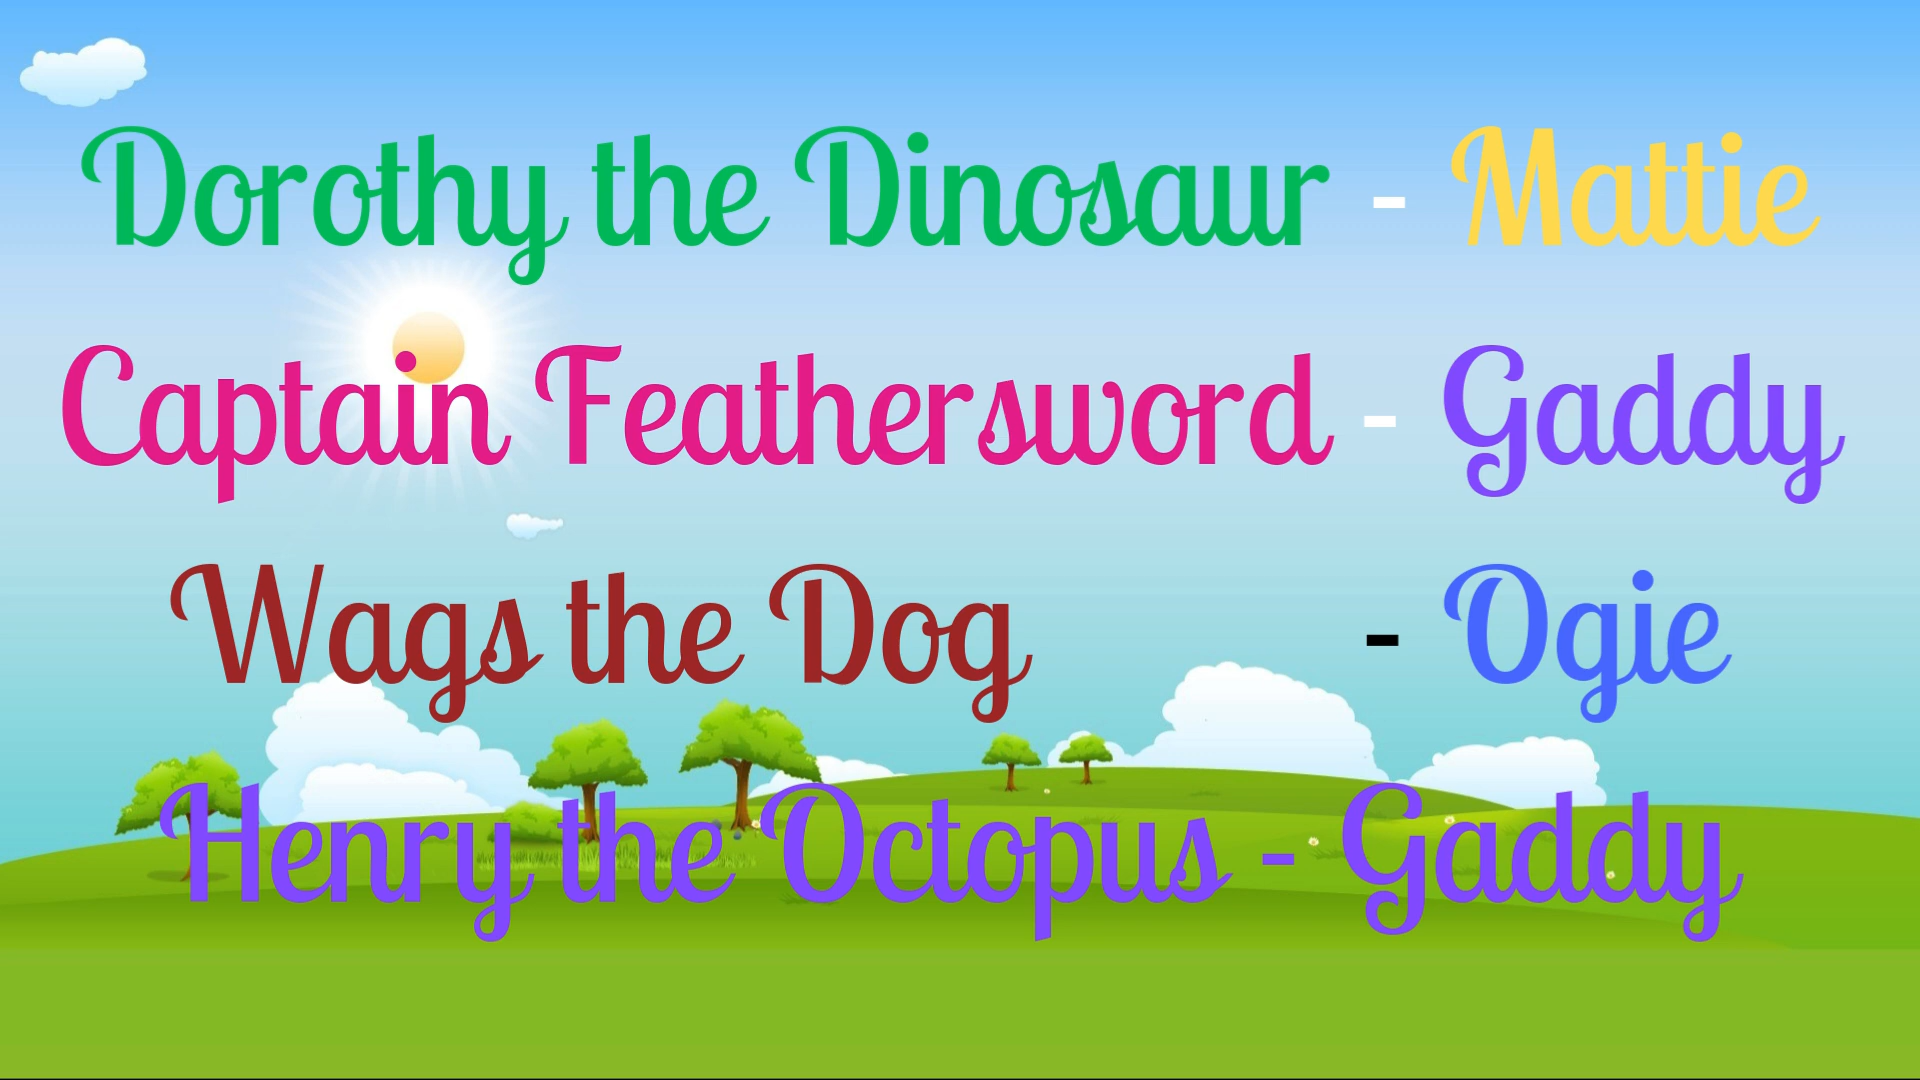 Dorothy the Dinosaur - Mattie
Captain Feathersword - Gaddy
Wags the Dog - Ogie
Henry the Octopus - Gaddy